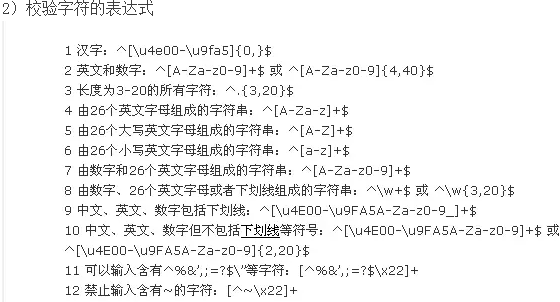 2）校验字符的表达式
1 汉字：^[\u4e00-\u9fa5]{0,}$
2 英文和数字：^[A-Za-z0-9]+$ 或 ^[A-Za-z0-9]{4,40}$
3 长度为3-20的所有字符：^.{3,20}$
4 由26个英文字母组成的字符串：^[A-Za-z]+$
5 由26个大写英文字母组成的字符串：^[A-Z]+$
6 由26个小写英文字母组成的字符串：^[a-z]+$
7 由数字和26个英文字母组成的字符串：^[A-Za-z0-9]+$
8 由数字、26个英文字母或者下划线组成的字符串：^\w+$ 或 ^\w{3,20}$
9 中文、英文、数字包括下划线：^[\u4E00-\u9FA5A-Za-z0-9_]+$
10 中文、英文、数字但不包括下划线等符号：^[\u4E00-\u9FA5A-Za-z0-9]+$ 或
^[\u4E00-\u9FA5A-Za-z0-9]{2,20}$
11 可以输入含有^%&',;=?$\"等字符：[^%&',;=?$\x22]+
12 禁止输入含有~的字符：[^~\x22]+